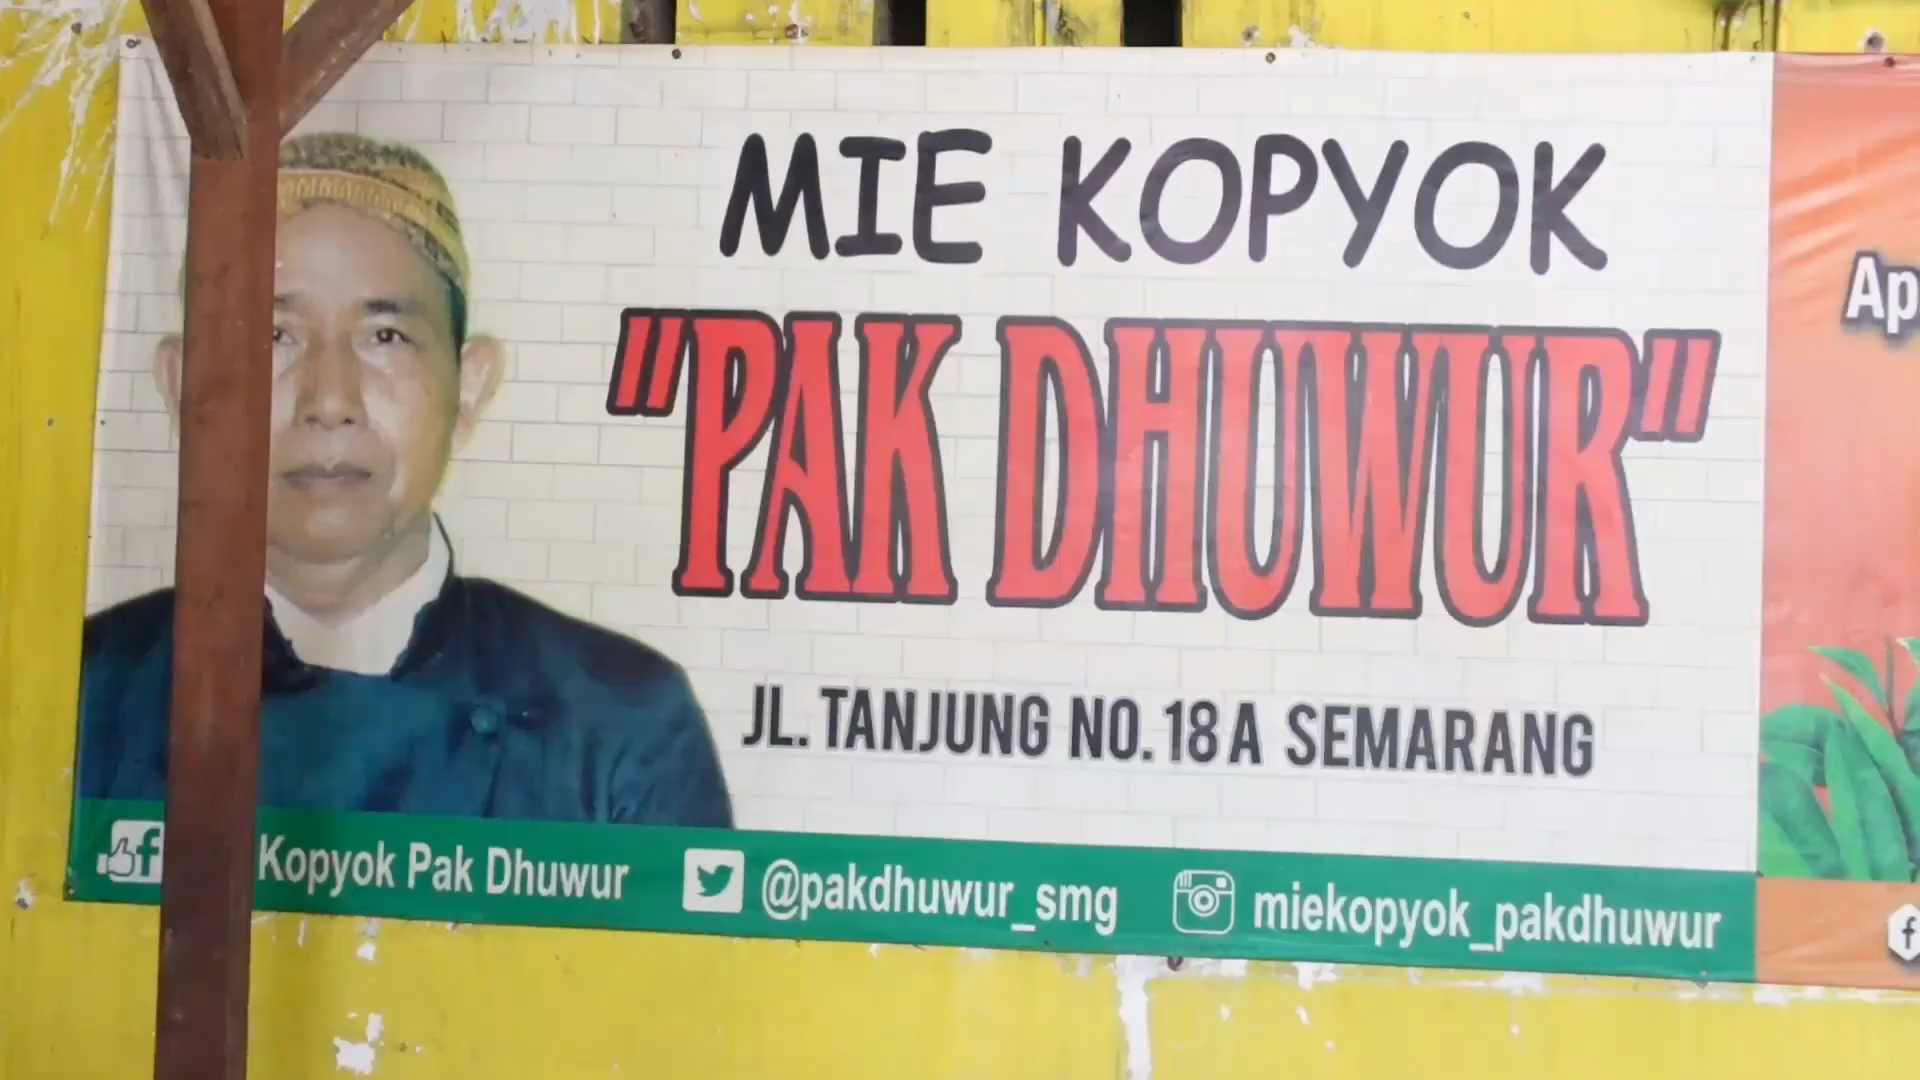 MIE KOPYOK
"PAK DHUWUR"
JL. TANJUNG NO. 18 A SEMARANG
Kopyok Pak Dhuwur @pakdhuwur_smg miekopyok_pakdhuwur
Ap